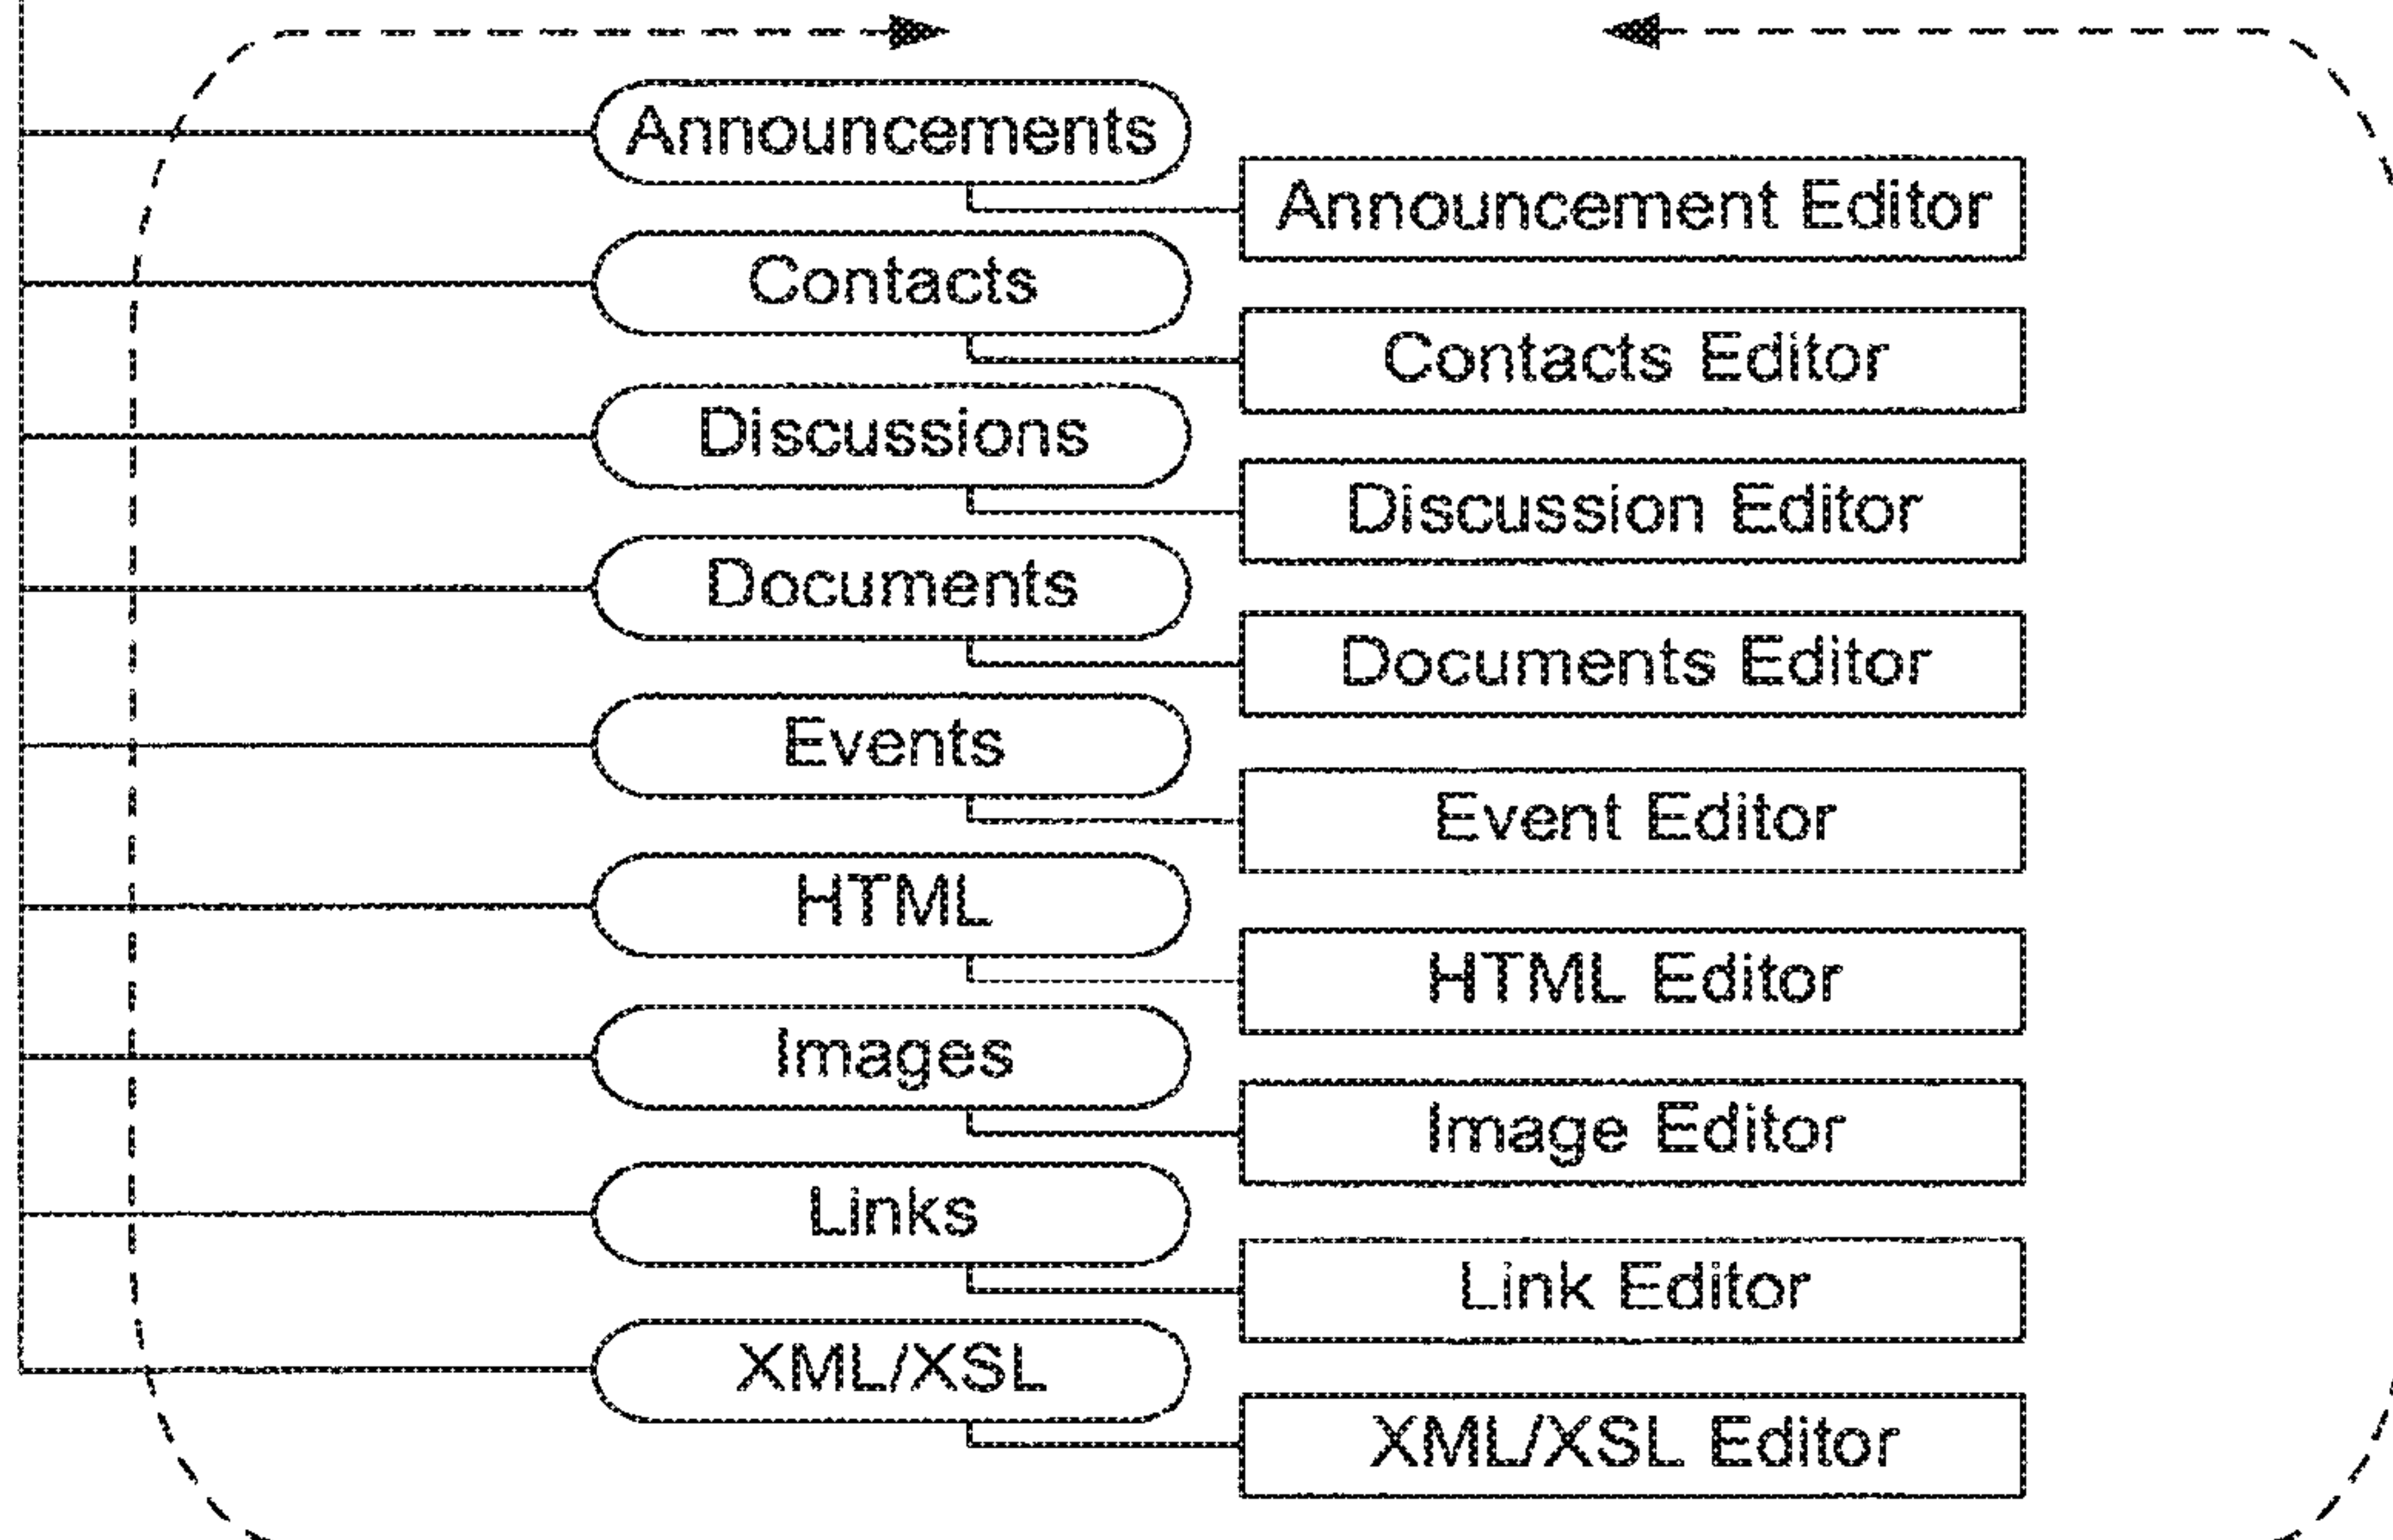 Announcements
Announcement Editor
Contacts
Contacts Editor
Discussions
Discussion Editor
Documents
Documents Editor
Events
Event Editor
HTML
HTML Editor
Images
Image Editor
Links
Link Editor
XML/XSL
XML/XSL Editor